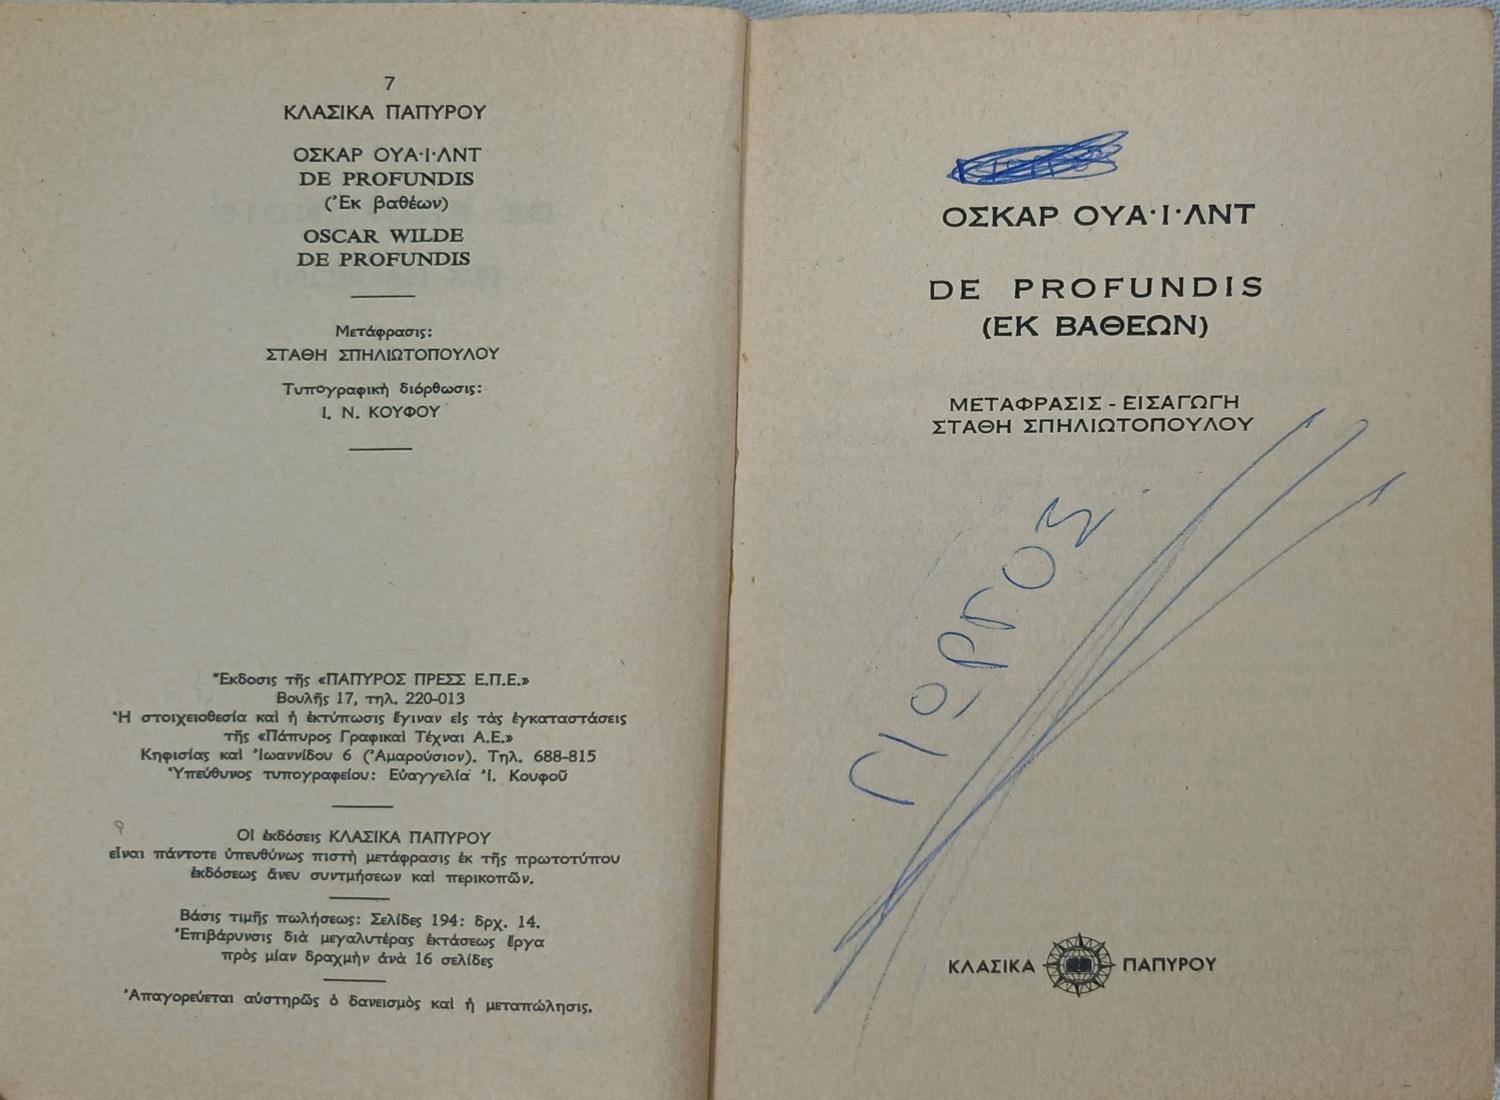 7
ΚΛΑΣΙΚΑ ΠΑΠΥΡΟΥ
ΟΣΚΑΡ ΟΥΑ·Ι·ΛΝΤ
DE PROFUNDIS
(Ἐκ βαθέων)
OSCAR WILDE
DE PROFUNDIS
Μετάφρασις:
ΣΤΑΘΗ ΣΠΗΛΙΩΤΟΠΟΥΛΟΥ
Τυπογραφικὴ διόρθωσις:
Ι. Ν. ΚΟΥΦΟΥ
Ἔκδοσις τῆς «ΠΑΠΥΡΟΣ ΠΡΕΣΣ Ε.Π.Ε.»
Βουλῆς 17, τηλ. 220-013
Ἡ στοιχειοθεσία καὶ ἡ ἐκτύπωσις ἔγιναν εἰς τὰς ἐγκαταστάσεις
τῆς «Πάπυρος Γραφικαὶ Τέχναι Α.Ε.»
Κηφισίας καὶ Ἰωαννίδου 6 (Ἀμαρούσιον). Τηλ. 688-815
Ὑπεύθυνος τυπογραφείου: Εὐαγγελία Ἰ. Κουφοῦ
ΟΙ ἐκδόσεις ΚΛΑΣΙΚΑ ΠΑΠΥΡΟΥ
εἶναι πάντοτε ὑπευθύνως πιστὴ μετάφρασις ἐκ τῆς πρωτοτύπου
ἐκδόσεως ἄνευ συντμήσεων καὶ περικοπῶν.
Βάσις τιμῆς πωλήσεως: Σελίδες 194: δρχ. 14.
Ἐπιβάρυνσις διὰ μεγαλυτέρας ἐκτάσεως ἔργα
πρὸς μίαν δραχμὴν ἀνὰ 16 σελίδες
Ἀπαγορεύεται αὐστηρῶς ὁ δανεισμὸς καὶ ἡ μεταπώλησις.
ΟΣΚΑΡ ΟΥΑ·Ι·ΛΝΤ
DE PROFUNDIS
(ΕΚ ΒΑΘΕΩΝ)
ΜΕΤΑΦΡΑΣΙΣ - ΕΙΣΑΓΩΓΗ
ΣΤΑΘΗ ΣΠΗΛΙΩΤΟΠΟΥΛΟΥ
ΓΙΩΡΓΟΣ
ΚΛΑΣΙΚΑ ΠΑΠΥΡΟΥ